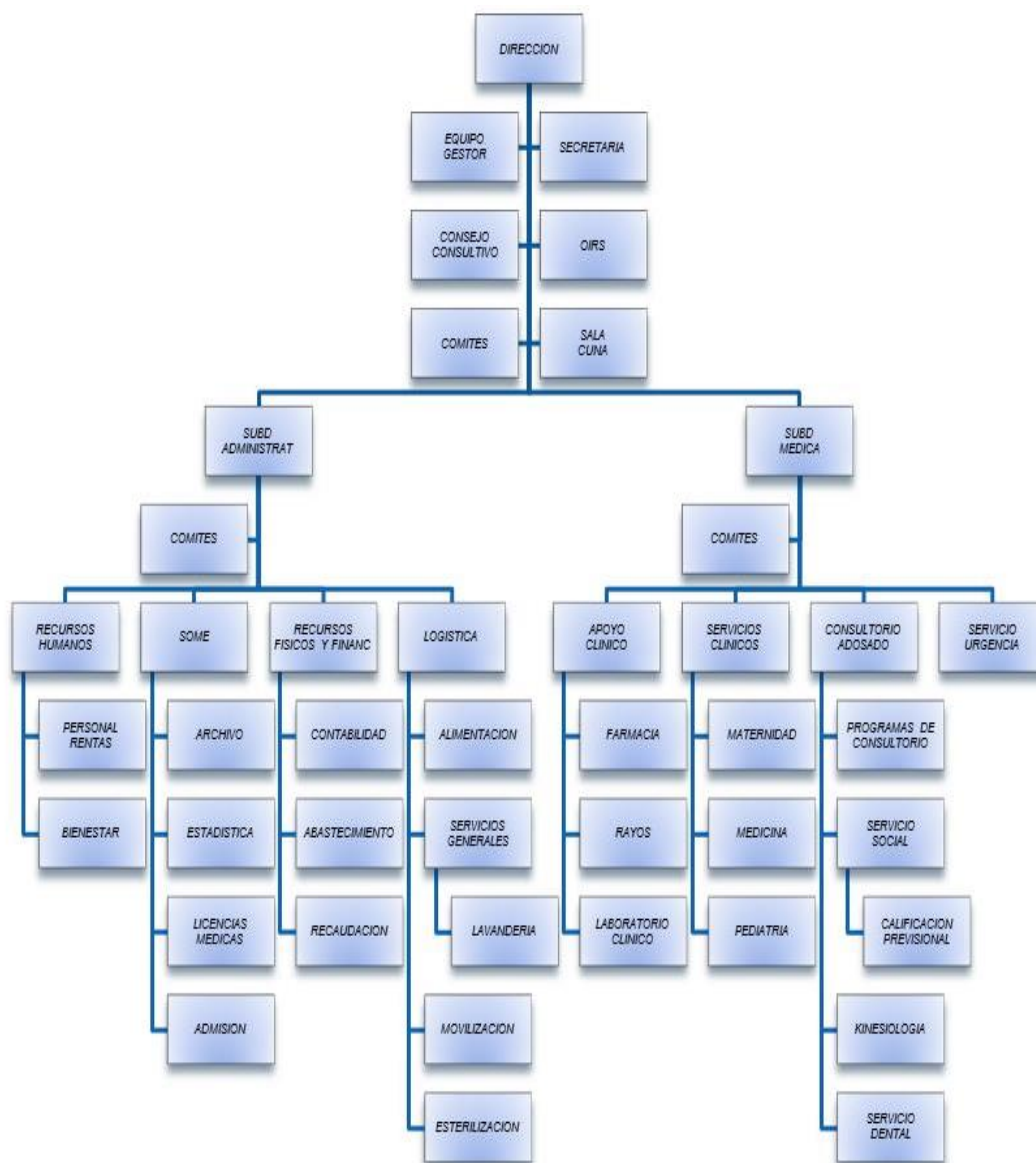 DIRECCION
EQUIPO
GESTOR
SECRETARIA
CONSEJO
CONSULTIVO
OIRS
COMITES
SALA
CUNA
SUBD
ADMINISTRAT
SUBD
MEDICA
COMITES
COMITES
RECURSOS
HUMANOS
SOME
RECURSOS
FISICOS Y FINANC
LOGISTICA
APOYO
CLINICO
SERVICIOS
CLINICOS
CONSULTORIO
ADOSADO
SERVICIO
URGENCIA
PERSONAL
RENTAS
ARCHIVO
CONTABILIDAD
ALIMENTACION
FARMACIA
MATERNIDAD
PROGRAMAS DE
CONSULTORIO
BIENESTAR
ESTADISTICA
ABASTECIMIENTO
SERVICIOS
GENERALES
RAYOS
MEDICINA
SERVICIO
SOCIAL
LICENCIAS
MEDICAS
RECAUDACION
LAVANDERIA
LABORATORIO
CLINICO
PEDIATRIA
CALIFICACION
PREVISIONAL
ADMISION
MOVILIZACION
KINESIOLOGIA
ESTERILIZACION
SERVICIO
DENTAL